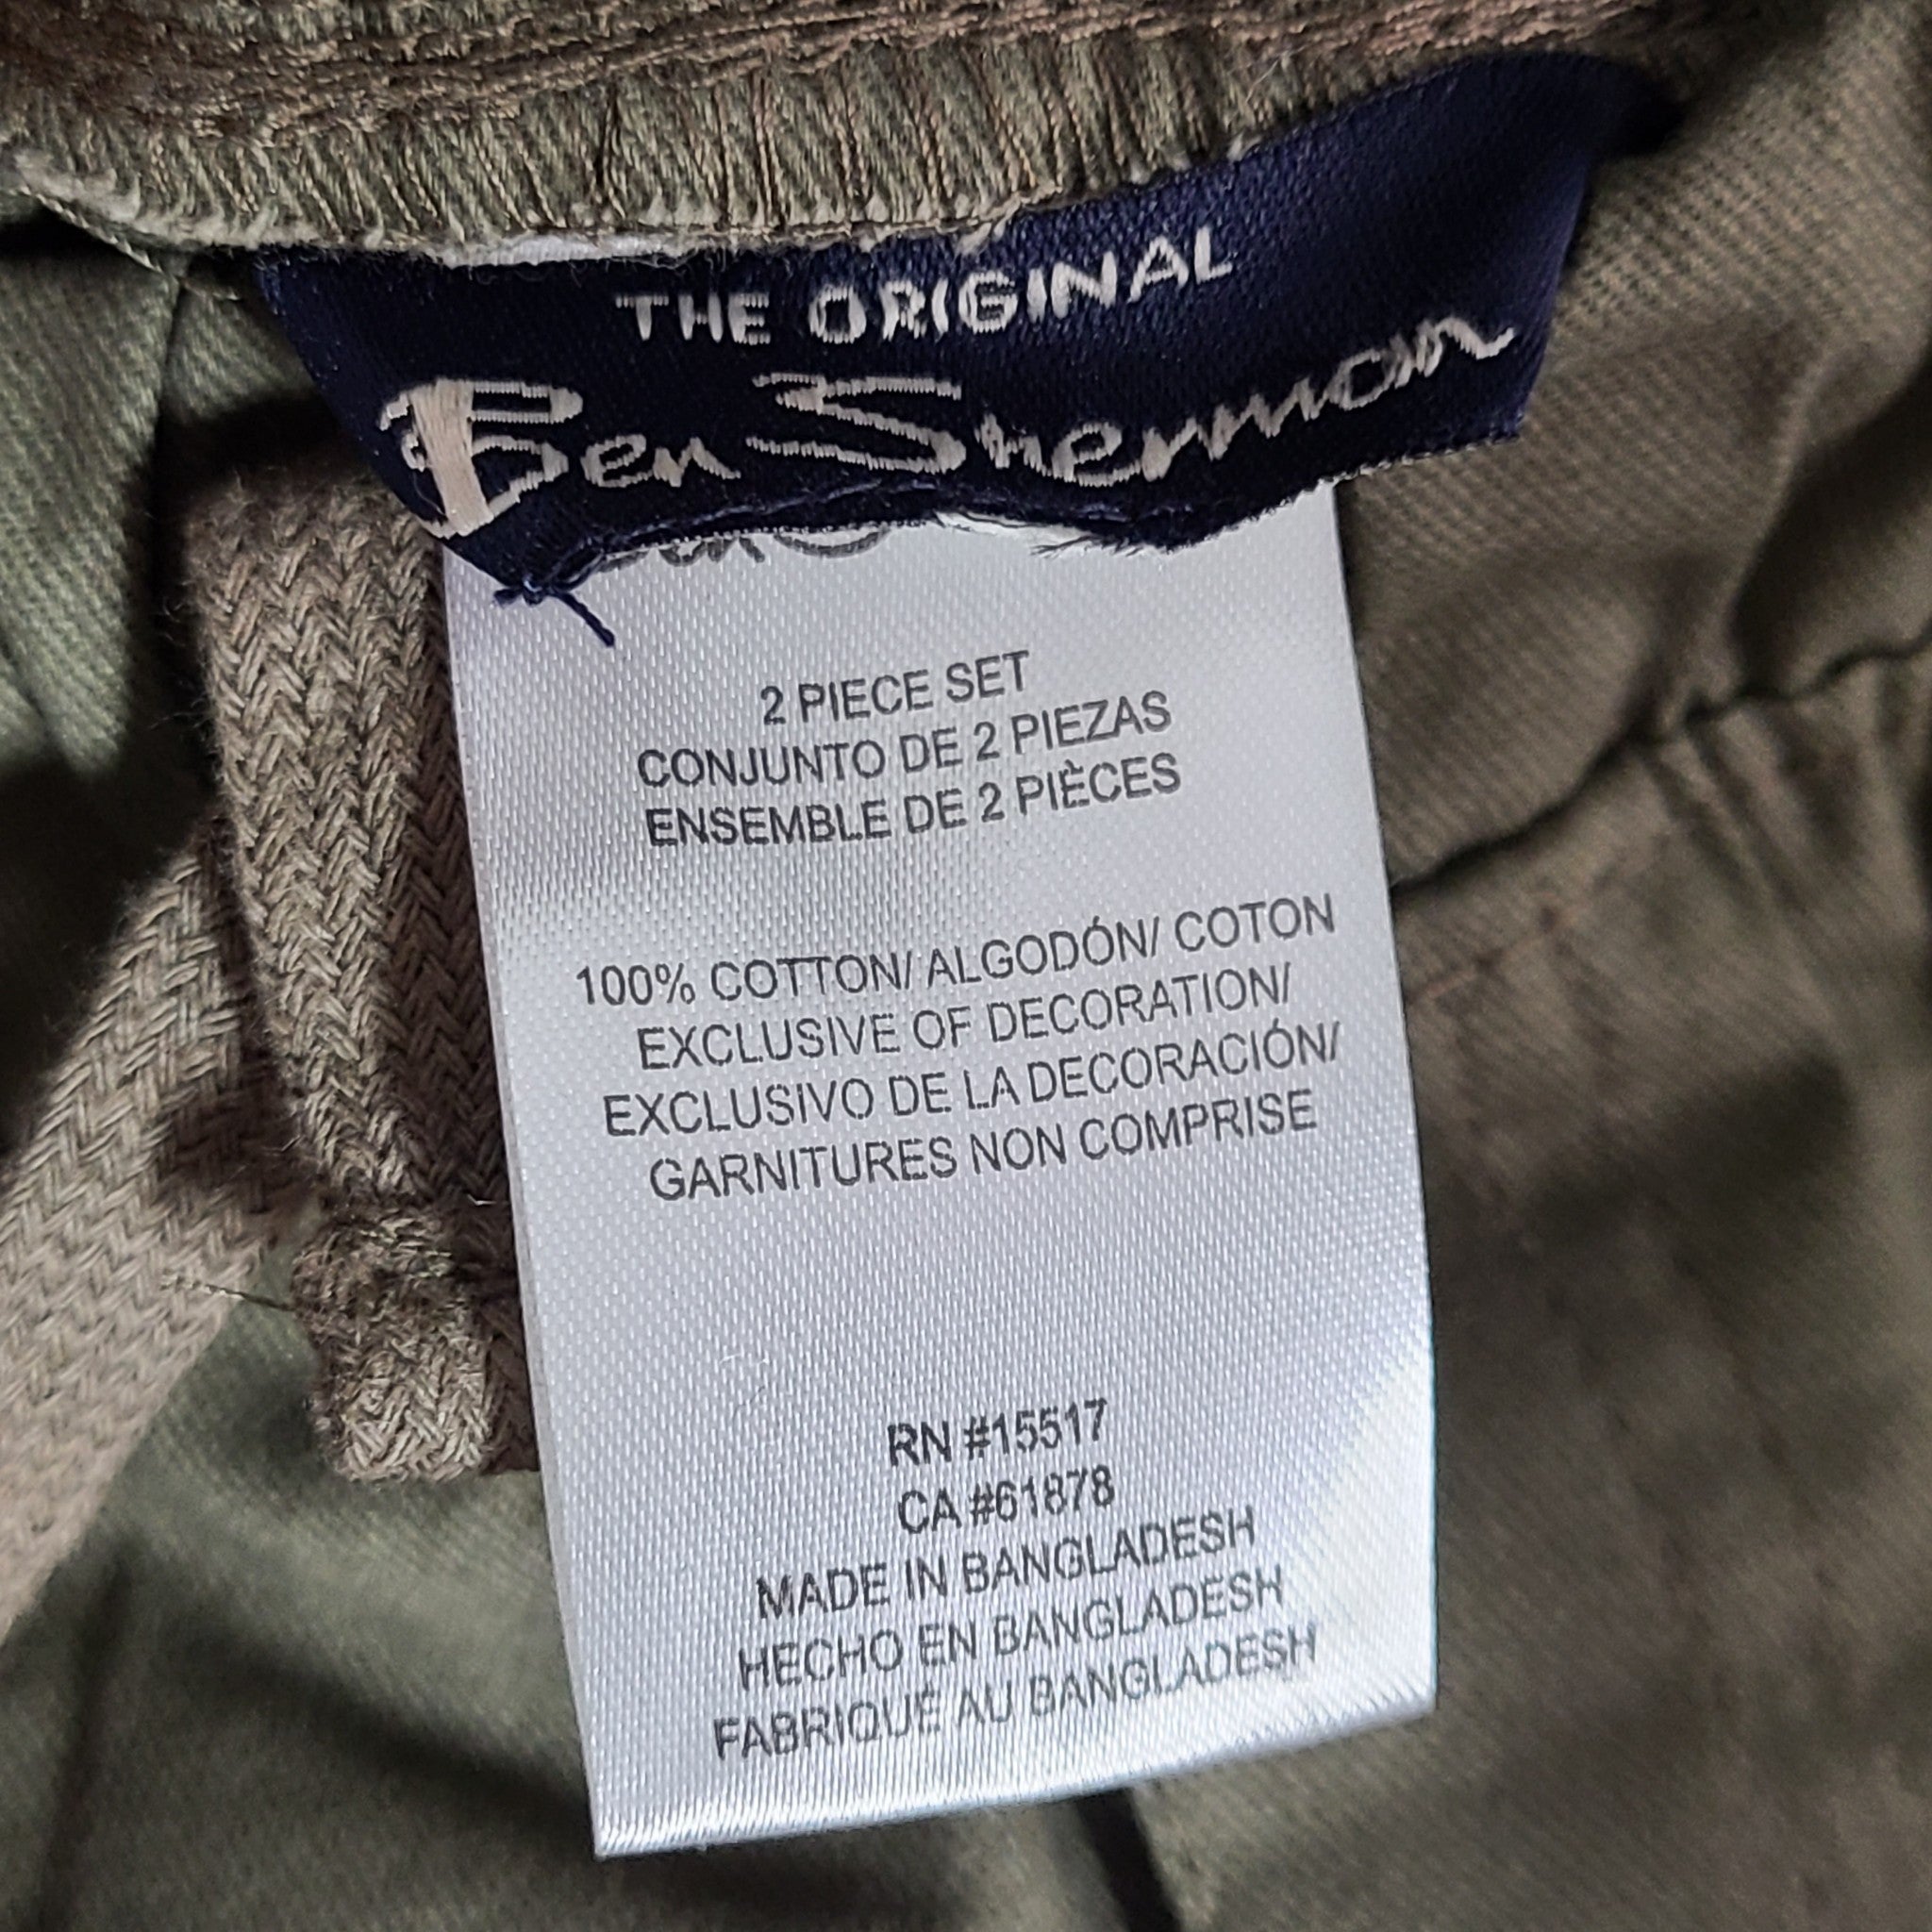 THE ORIGINAL
Ben Sherman
2 PIECE SET
CONJUNTO DE 2 PIEZAS
ENSEMBLE DE 2 PIÈCES
100% COTTON/ ALGODÓN/ COTON
EXCLUSIVE OF DECORATION/
EXCLUSIVO DE LA DECORACIÓN/
GARNITURES NON COMPRISE
RN #15517
CA #61878
MADE IN BANGLADESH
HECHO EN BANGLADESH
FABRIQUÉ AU BANGLADESH